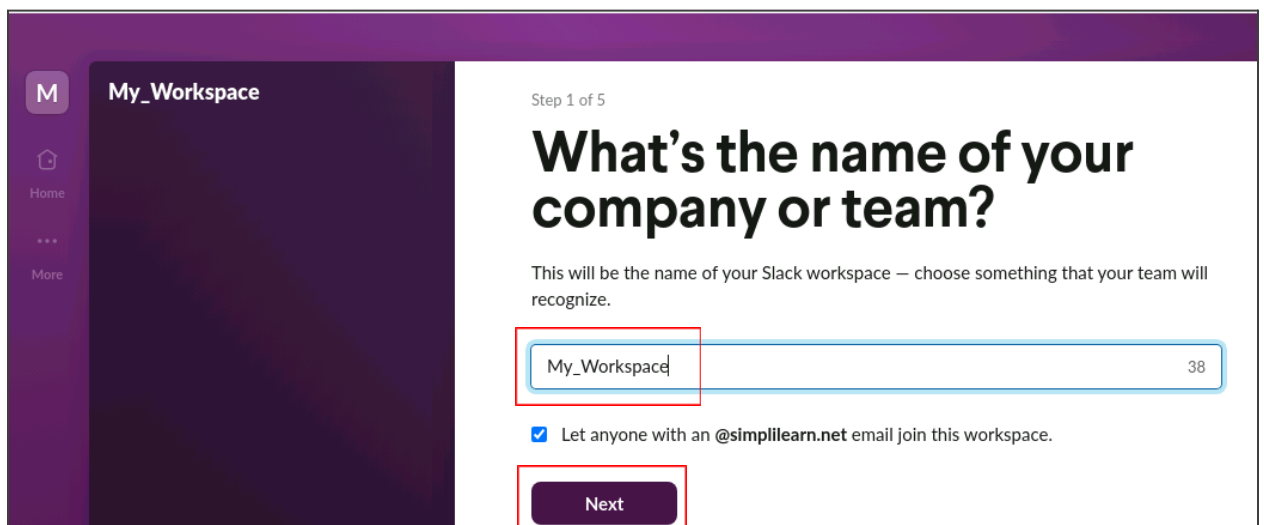 M
My_Workspace
Home
More
Step 1 of 5
What's the name of your
company or team?
This will be the name of your Slack workspace — choose something that your team will
recognize.
My_Workspace 38
Let anyone with an @simplilearn.net email join this workspace.
Next